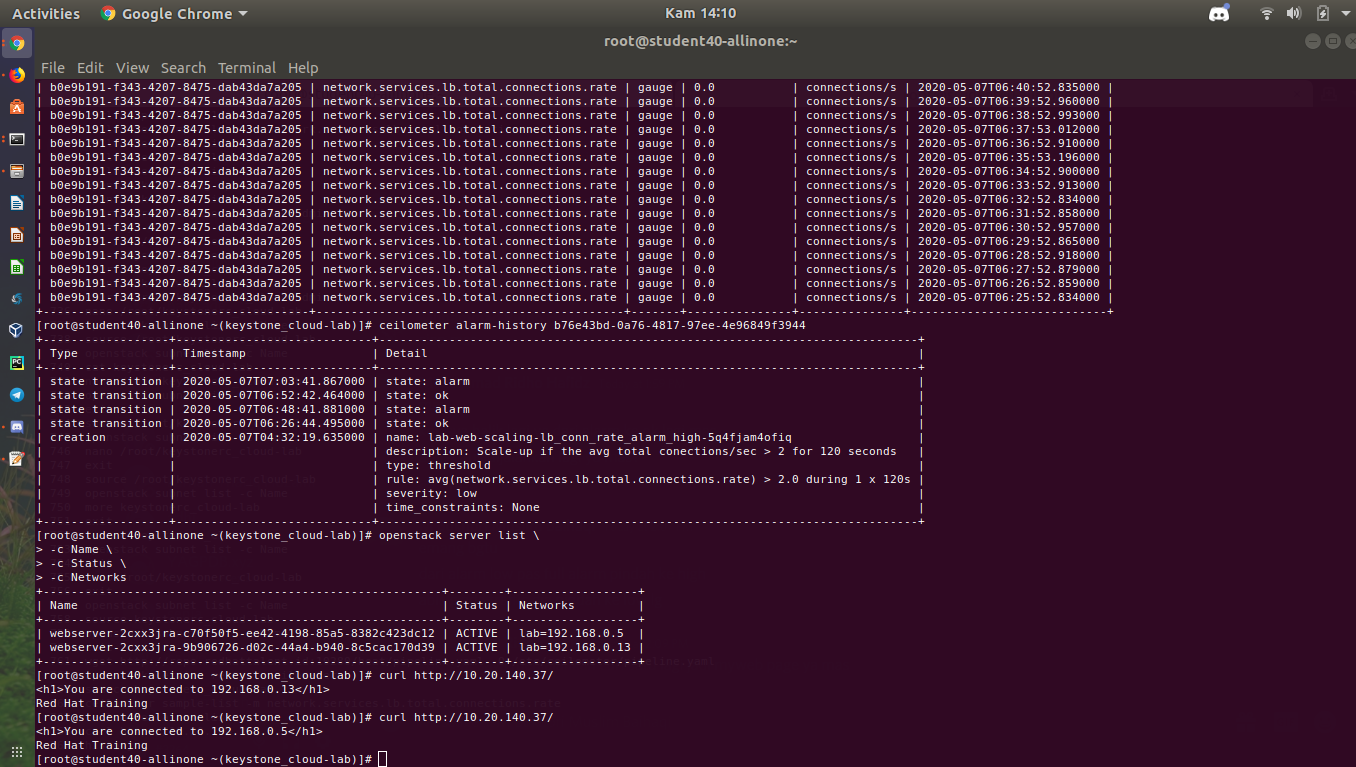 Activities Google Chrome Kam 14:10
root@student40-allinone:~
File Edit View Search Terminal Help
| b0e9b191-f343-4207-8475-dab43da7a205 | network.services.lb.total.connections.rate | gauge | 0.0 | connections/s | 2020-05-07T06:40:52.835000 |
| b0e9b191-f343-4207-8475-dab43da7a205 | network.services.lb.total.connections.rate | gauge | 0.0 | connections/s | 2020-05-07T06:39:52.960000 |
| b0e9b191-f343-4207-8475-dab43da7a205 | network.services.lb.total.connections.rate | gauge | 0.0 | connections/s | 2020-05-07T06:38:52.993000 |
| b0e9b191-f343-4207-8475-dab43da7a205 | network.services.lb.total.connections.rate | gauge | 0.0 | connections/s | 2020-05-07T06:37:53.012000 |
| b0e9b191-f343-4207-8475-dab43da7a205 | network.services.lb.total.connections.rate | gauge | 0.0 | connections/s | 2020-05-07T06:36:52.910000 |
| b0e9b191-f343-4207-8475-dab43da7a205 | network.services.lb.total.connections.rate | gauge | 0.0 | connections/s | 2020-05-07T06:35:53.196000 |
| b0e9b191-f343-4207-8475-dab43da7a205 | network.services.lb.total.connections.rate | gauge | 0.0 | connections/s | 2020-05-07T06:34:52.900000 |
| b0e9b191-f343-4207-8475-dab43da7a205 | network.services.lb.total.connections.rate | gauge | 0.0 | connections/s | 2020-05-07T06:33:52.913000 |
| b0e9b191-f343-4207-8475-dab43da7a205 | network.services.lb.total.connections.rate | gauge | 0.0 | connections/s | 2020-05-07T06:32:52.834000 |
| b0e9b191-f343-4207-8475-dab43da7a205 | network.services.lb.total.connections.rate | gauge | 0.0 | connections/s | 2020-05-07T06:31:52.858000 |
| b0e9b191-f343-4207-8475-dab43da7a205 | network.services.lb.total.connections.rate | gauge | 0.0 | connections/s | 2020-05-07T06:30:52.957000 |
| b0e9b191-f343-4207-8475-dab43da7a205 | network.services.lb.total.connections.rate | gauge | 0.0 | connections/s | 2020-05-07T06:29:52.865000 |
| b0e9b191-f343-4207-8475-dab43da7a205 | network.services.lb.total.connections.rate | gauge | 0.0 | connections/s | 2020-05-07T06:28:52.918000 |
| b0e9b191-f343-4207-8475-dab43da7a205 | network.services.lb.total.connections.rate | gauge | 0.0 | connections/s | 2020-05-07T06:27:52.879000 |
| b0e9b191-f343-4207-8475-dab43da7a205 | network.services.lb.total.connections.rate | gauge | 0.0 | connections/s | 2020-05-07T06:26:52.859000 |
| b0e9b191-f343-4207-8475-dab43da7a205 | network.services.lb.total.connections.rate | gauge | 0.0 | connections/s | 2020-05-07T06:25:52.834000 |
[root@student40-allinone ~(keystone_cloud-lab)]# ceilometer alarm-history b76e43bd-0a76-4817-97ee-4e96849f3944
| Type | Timestamp | Detail |
| state transition | 2020-05-07T07:03:41.867000 | state: alarm |
| state transition | 2020-05-07T06:52:42.464000 | state: ok |
| state transition | 2020-05-07T06:48:41.881000 | state: alarm |
| state transition | 2020-05-07T06:26:44.495000 | state: ok |
| creation | 2020-05-07T04:32:19.635000 | name: lab-web-scaling-lb_conn_rate_alarm_high-5q4fjam4ofiq |
| | | description: Scale-up if the avg total conections/sec > 2 for 120 seconds |
| | | type: threshold |
| | | rule: avg(network.services.lb.total.connections.rate) > 2.0 during 1 x 120s |
| | | severity: low |
| | | time_constraints: None |
[root@student40-allinone ~(keystone_cloud-lab)]# openstack server list \
> -c Name \
> -c Status \
> -c Networks
| Name | Status | Networks |
| webserver-2cxx3jra-c70f50f5-ee42-4198-85a5-8382c423dc12 | ACTIVE | lab=192.168.0.5 |
| webserver-2cxx3jra-9b906726-d02c-44a4-b940-8c5cac170d39 | ACTIVE | lab=192.168.0.13 |
[root@student40-allinone ~(keystone_cloud-lab)]# curl http://10.20.140.37/
<h1>You are connected to 192.168.0.13</h1>
Red Hat Training
[root@student40-allinone ~(keystone_cloud-lab)]# curl http://10.20.140.37/
<h1>You are connected to 192.168.0.5</h1>
Red Hat Training
[root@student40-allinone ~(keystone_cloud-lab)]#